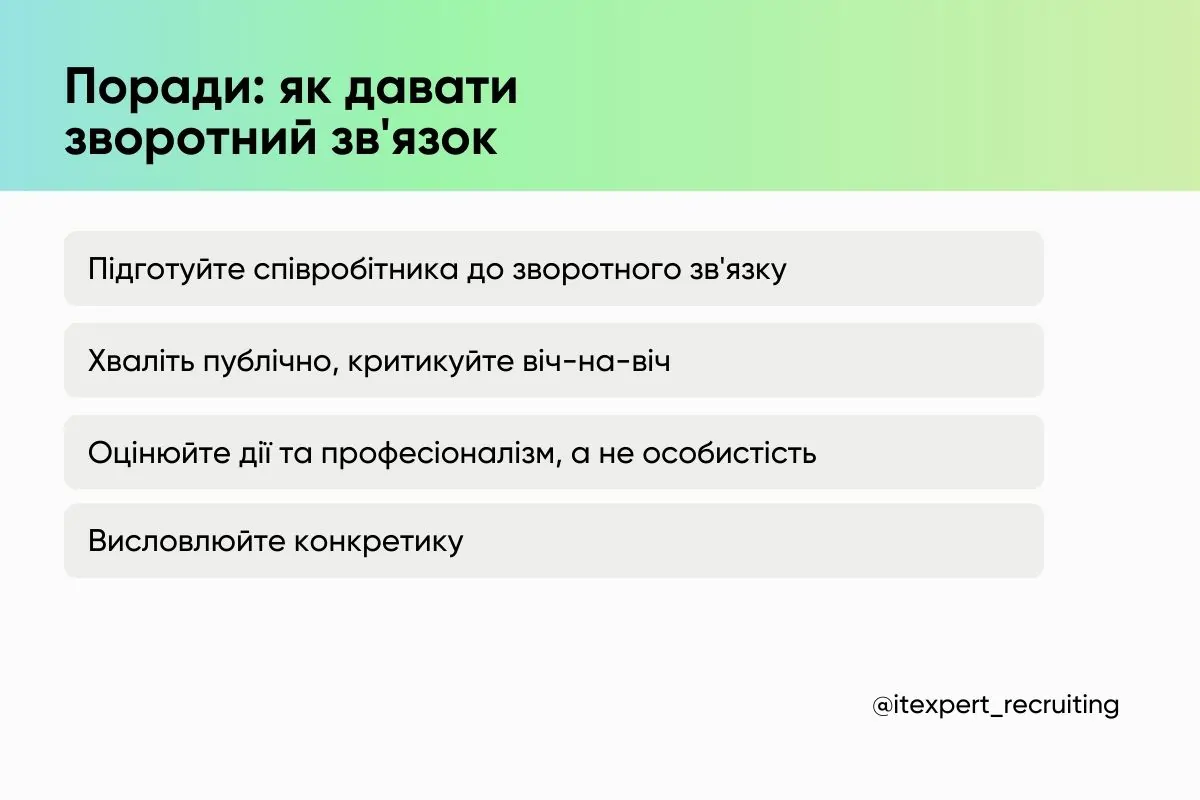 Поради: як давати
зворотний зв'язок
Підготуйте співробітника до зворотного зв'язку
Хваліть публічно, критикуйте віч-на-віч
Оцінюйте дії та професіоналізм, а не особистість
Висловлюйте конкретику
@itexpert_recruiting